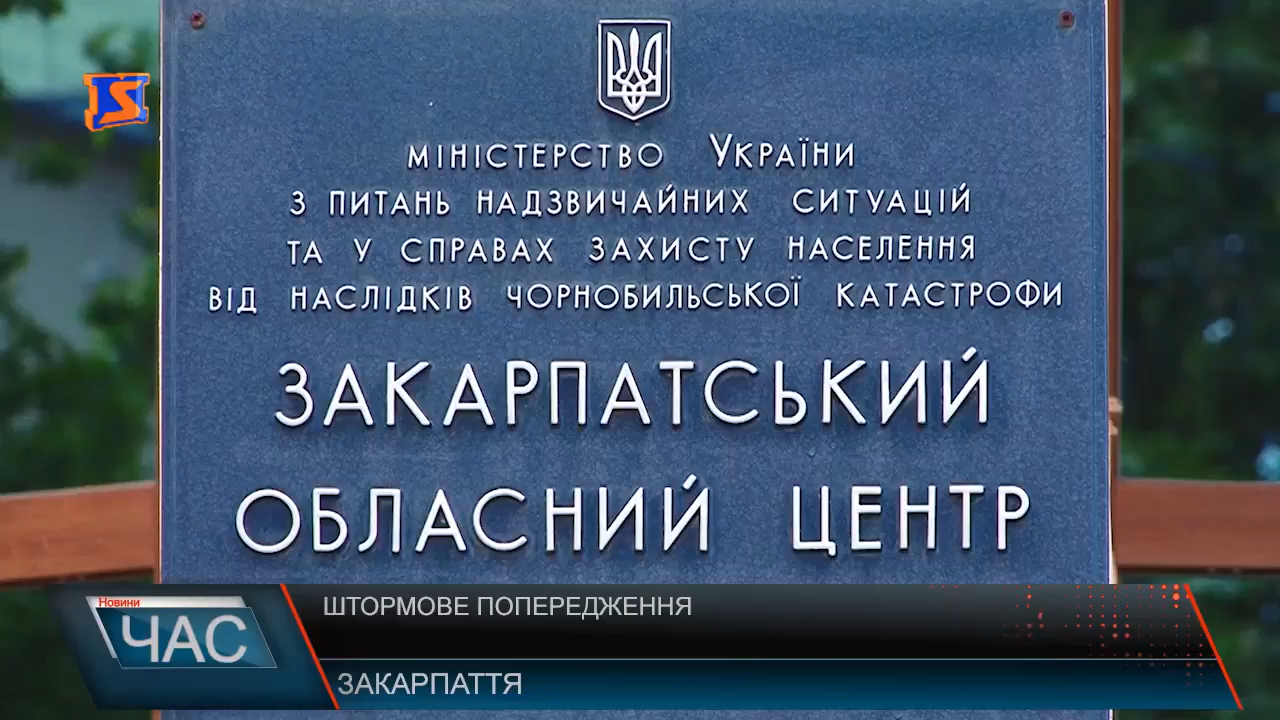 МІНІСТЕРСТВО УКРАЇНИ
З ПИТАНЬ НАДЗВИЧАЙНИХ СИТУАЦІЙ
ТА У СПРАВАХ ЗАХИСТУ НАСЕЛЕННЯ
ВІД НАСЛІДКІВ ЧОРНОБИЛЬСЬКОЇ КАТАСТРОФИ
ЗАКАРПАТСЬКИЙ
ОБЛАСНИЙ ЦЕНТР
Новини
ЧАС
ШТОРМОВЕ ПОПЕРЕДЖЕННЯ
ЗАКАРПАТТЯ